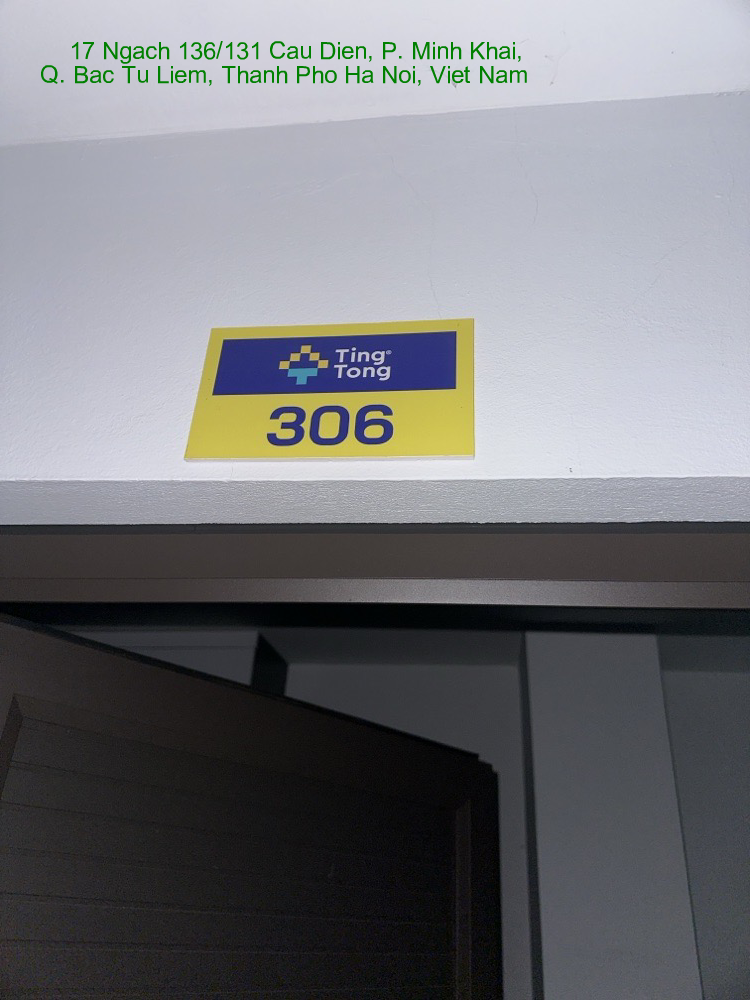 17 Ngach 136/131 Cau Dien, P. Minh Khai,
Q. Bac Tu Liem, Thanh Pho Ha Noi, Viet Nam
Ting®
Tong
306